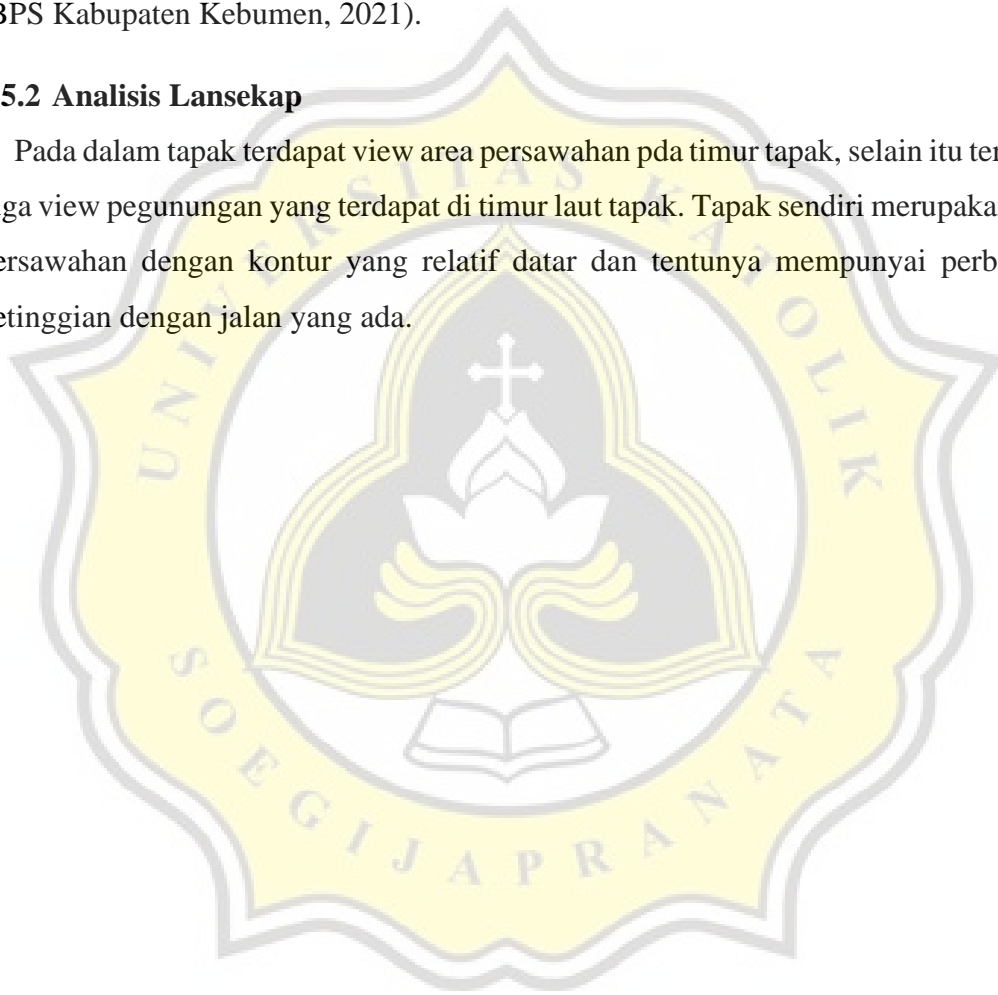 BPS Kabupaten Kebumen, 2021).
5.2 Analisis Lansekap
Pada dalam tapak terdapat view area persawahan pda timur tapak, selain itu ter
ga view pegunungan yang terdapat di timur laut tapak. Tapak sendiri merupaka
ersawahan dengan kontur yang relatif datar dan tentunya mempunyai perb
etinggian dengan jalan yang ada.
UNIVERSITAS KATOLIK
SOEGIJAPRANATA